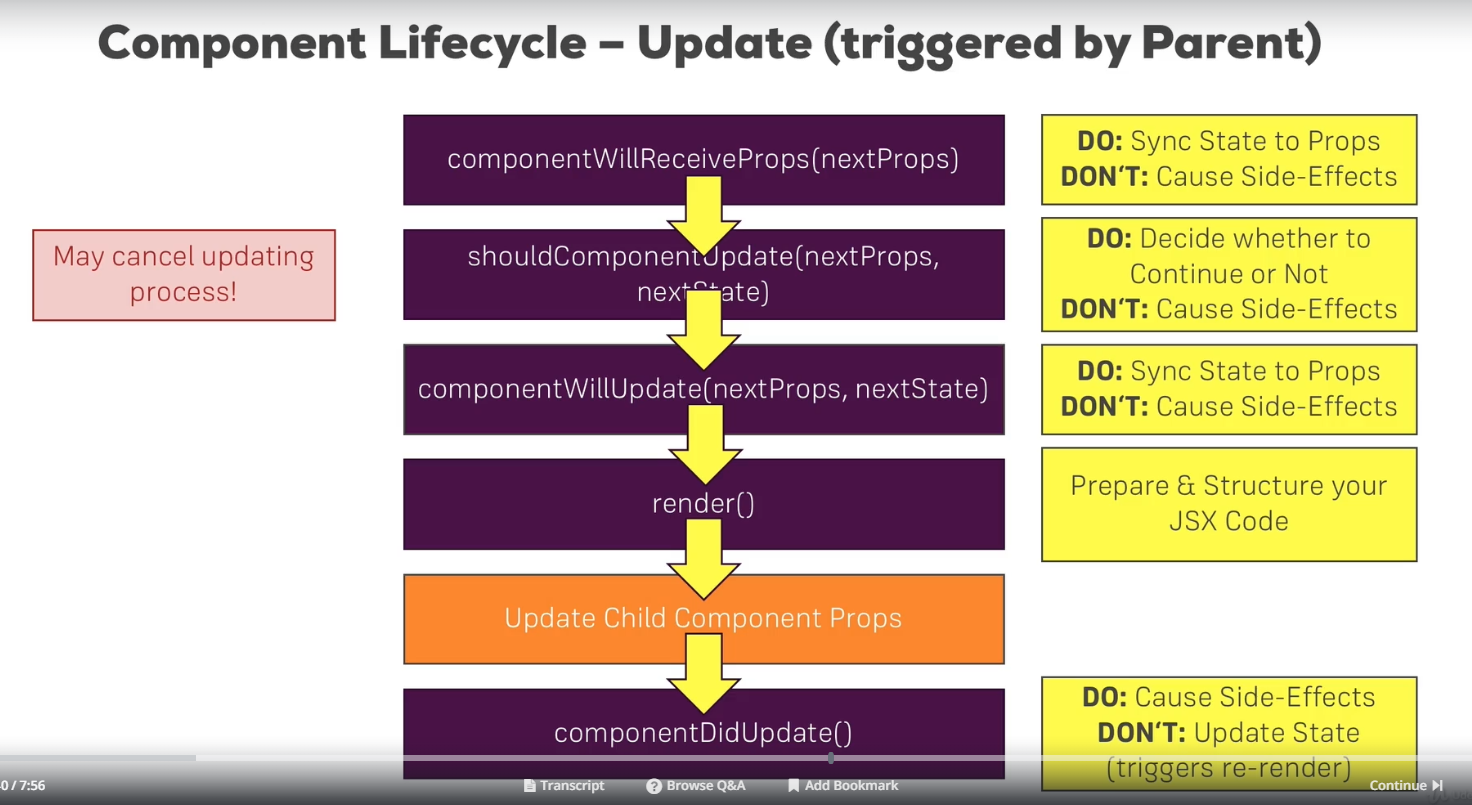 Component Lifecycle – Update (triggered by Parent)
componentWillReceiveProps(nextProps)
DO: Sync State to Props
DON'T: Cause Side-Effects
May cancel updating
process!
shouldComponentUpdate(nextProps,
nextState)
DO: Decide whether to
Continue or Not
DON'T: Cause Side-Effects
componentWillUpdate(nextProps, nextState)
DO: Sync State to Props
DON'T: Cause Side-Effects
render()
Prepare & Structure your
JSX Code
Update Child Component Props
componentDidUpdate()
DO: Cause Side-Effects
DON'T: Update State
(triggers re-render)
0 / 7:56
Transcript
Browse Q&A
Add Bookmark
Continue